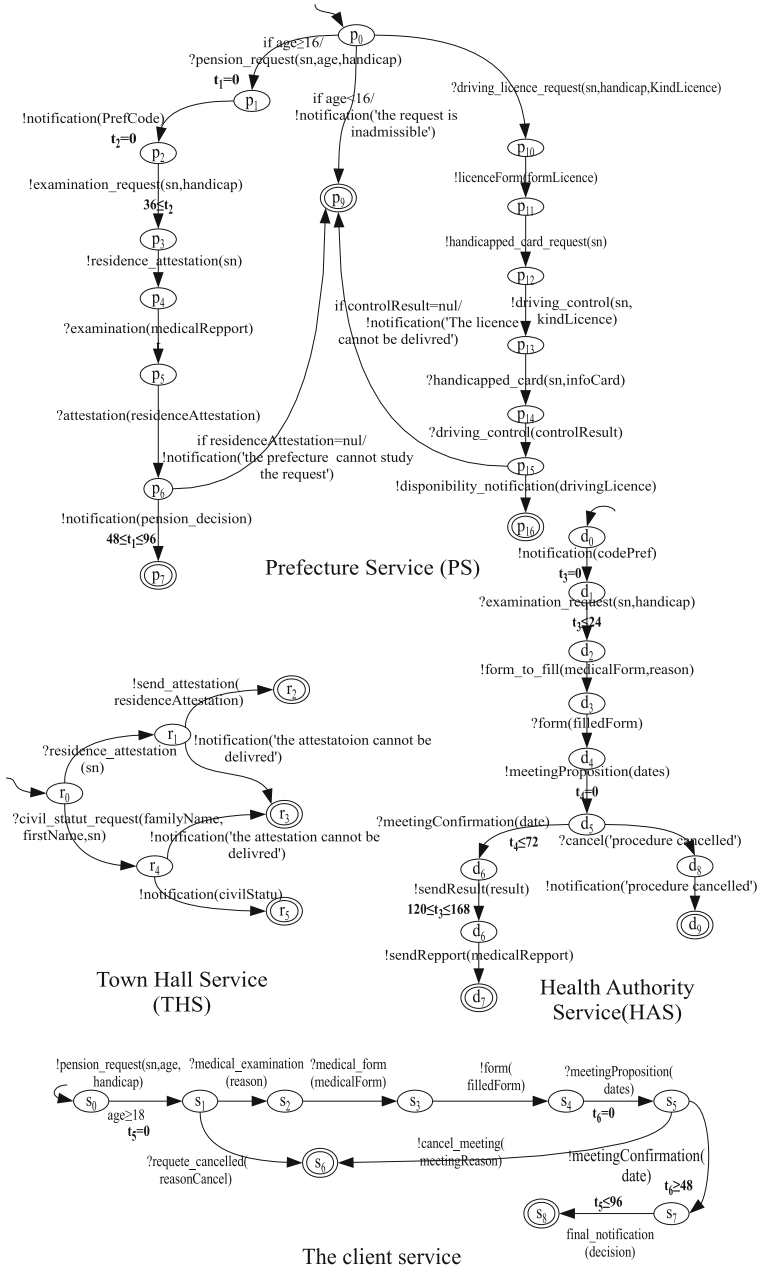 p0
if age≥16/
?pension_request(sn,age,handicap)
t1=0
p1
!notification(PrefCode)
t2=0
p2
!examination_request(sn,handicap)
36≤t2
p3
!residence_attestation(sn)
p4
?examination(medicalRepport)
t
p5
?attestation(residenceAttestation)
p6
!notification(pension_decision)
48≤t1≤96
p7
if age<16/
!notification('the request is
inadmissible')
p9
if residenceAttestation=nul/
!notification('the prefecture cannot study
the request')
if controlResult=nul/
!notification('The licence
cannot be delivred')
?driving_licence_request(sn,handicap,KindLicence)
p10
!licenceForm(formLicence)
p11
!handicapped_card_request(sn)
p12
!driving_control(sn,
kindLicence)
p13
?handicapped_card(sn,infoCard)
p14
?driving_control(controlResult)
p15
!disponibility_notification(drivingLicence)
p16
Prefecture Service (PS)
d0
!notification(codePref)
t3=0
d1
?examination_request(sn,handicap)
t3≤24
d2
!form_to_fill(medicalForm,reason)
d3
?form(filledForm)
d4
!meetingProposition(dates)
t4=0
d5
?meetingConfirmation(date)
t4≤72
?cancel('procedure cancelled')
d6
d8
!sendResult(result)
!notification('procedure cancelled')
120≤t3≤168
d6
d9
!sendRepport(medicalRepport)
d7
Health Authority
Service(HAS)
!send_attestation(
residenceAttestation)
r2
r1
!notification('the attestatoion cannot be
delivred')
?residence_attestation
(sn)
r0
?civil_statut_request(familyName,
firstName,sn)
r3
!notification('the attestation cannot be
delivred')
r4
!notification(civilStatu)
r5
Town Hall Service
(THS)
!pension_request(sn,age,
handicap)
?medical_examination
(reason)
?medical_form
(medicalForm)
!form(
filledForm)
?meetingProposition(
dates)
s0
s1
s2
s3
s4
s5
age≥18
t5=0
t6=0
?requete_cancelled(
reasonCancel)
s6
!cancel_meeting(
meetingReason)
!meetingConfirmation(
date)
t6≥48
s8
t5≤96
s7
final_notification
(decision)
The client service